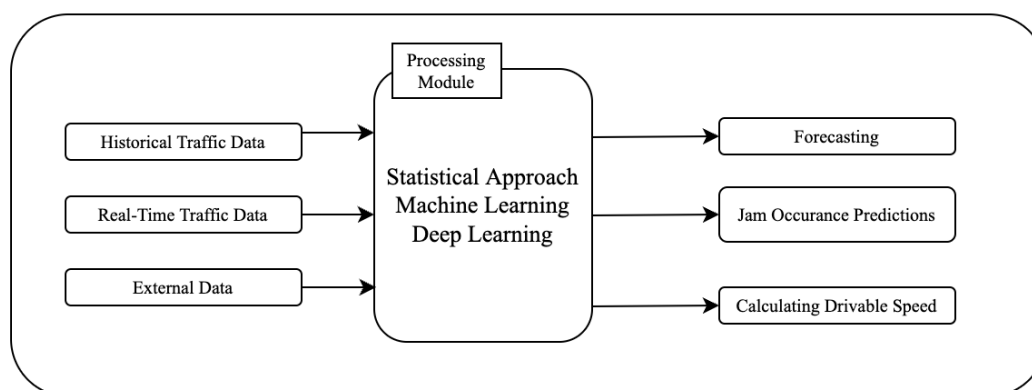 Processing
Module
Historical Traffic Data
Real-Time Traffic Data
External Data
Statistical Approach
Machine Learning
Deep Learning
Forecasting
Jam Occurance Predictions
Calculating Drivable Speed